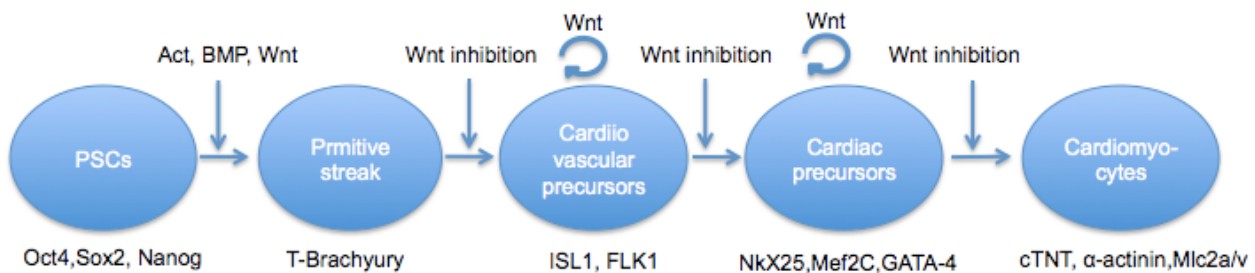 Wnt
Wnt
Act, BMP, Wnt
Wnt inhibition
Wnt inhibition
Wnt inhibition
PSCs
Prmitive
streak
Cardiio
vascular
precursors
Cardiac
precursors
Cardiomyo-
cytes
Oct4,Sox2, Nanog
T-Brachyury
ISL1, FLK1
NkX25,Mef2C,GATA-4
cTNT, α-actinin,Mlc2a/v